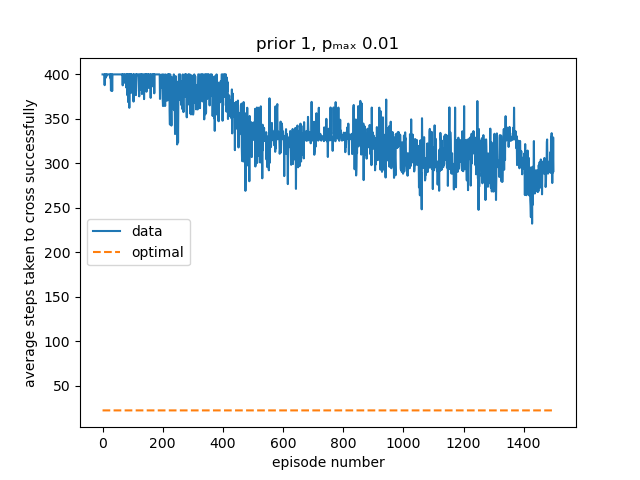 prior 1, pₘₐₓ 0.01
average steps taken to cross successfully
400
350
300
250
200
150
100
50
data
optimal
0 200 400 600 800 1000 1200 1400
episode number